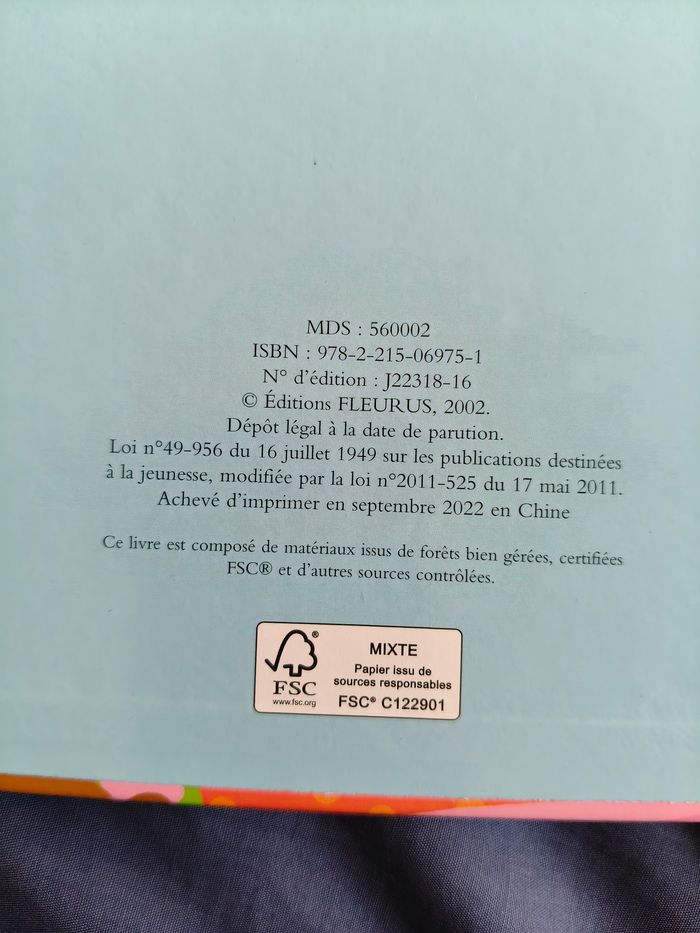 MDS : 560002
ISBN : 978-2-215-06975-1
N° d'édition : J22318-16
© Éditions FLEURUS, 2002.
Dépôt légal à la date de parution.
Loi n°49-956 du 16 juillet 1949 sur les publications destinées
à la jeunesse, modifiée par la loi n°2011-525 du 17 mai 2011.
Achevé d'imprimer en septembre 2022 en Chine
Ce livre est composé de matériaux issus de forêts bien gérées, certifiées
FSC® et d'autres sources contrôlées.
®
FSC
www.fsc.org
MIXTE
Papier issu de
sources responsables
FSC® C122901